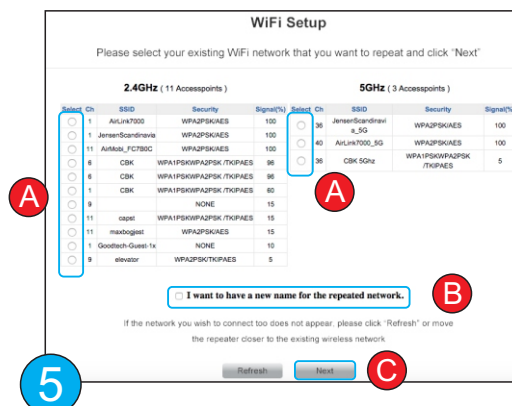 WiFi Setup
Please select your existing WiFi network that you want to repeat and click "Next"
2.4GHz ( 11 Accesspoints )
Select Ch SSID Security Signal(%)
1 AirLink7000 WPA2PSK/AES 100
1 JensenScandinavia WPA2PSK/AES 100
11 AirMobi_FC7B0C WPA2PSK/AES 100
6 CBK WPA1PSKWPA2PSK /TKIPAES 96
6 CBK WPA1PSKWPA2PSK /TKIPAES 96
1 CBK WPA1PSKWPA2PSK /TKIPAES 60
9 NONE 15
11 capst WPA1PSKWPA2PSK /TKIPAES 15
11 maxbogjest WPA2PSK/AES 15
1 Goodtech-Guest-1x NONE 10
9 elevator WPA2PSK/TKIPAES 5
A
5GHz ( 3 Accesspoints )
Select Ch SSID Security Signal(%)
36 JensenScandinavi WPA2PSK/AES 100
a_5G
40 AirLink7000_5G WPA2PSK/AES 100
36 CBK 5Ghz WPA1PSKWPA2PSK 5
/TKIPAES
A
I want to have a new name for the repeated network.
B
If the network you wish to connect too does not appear. please click "Refresh" or move
the repeater closer to the existing wireless network
Refresh Next
C
5